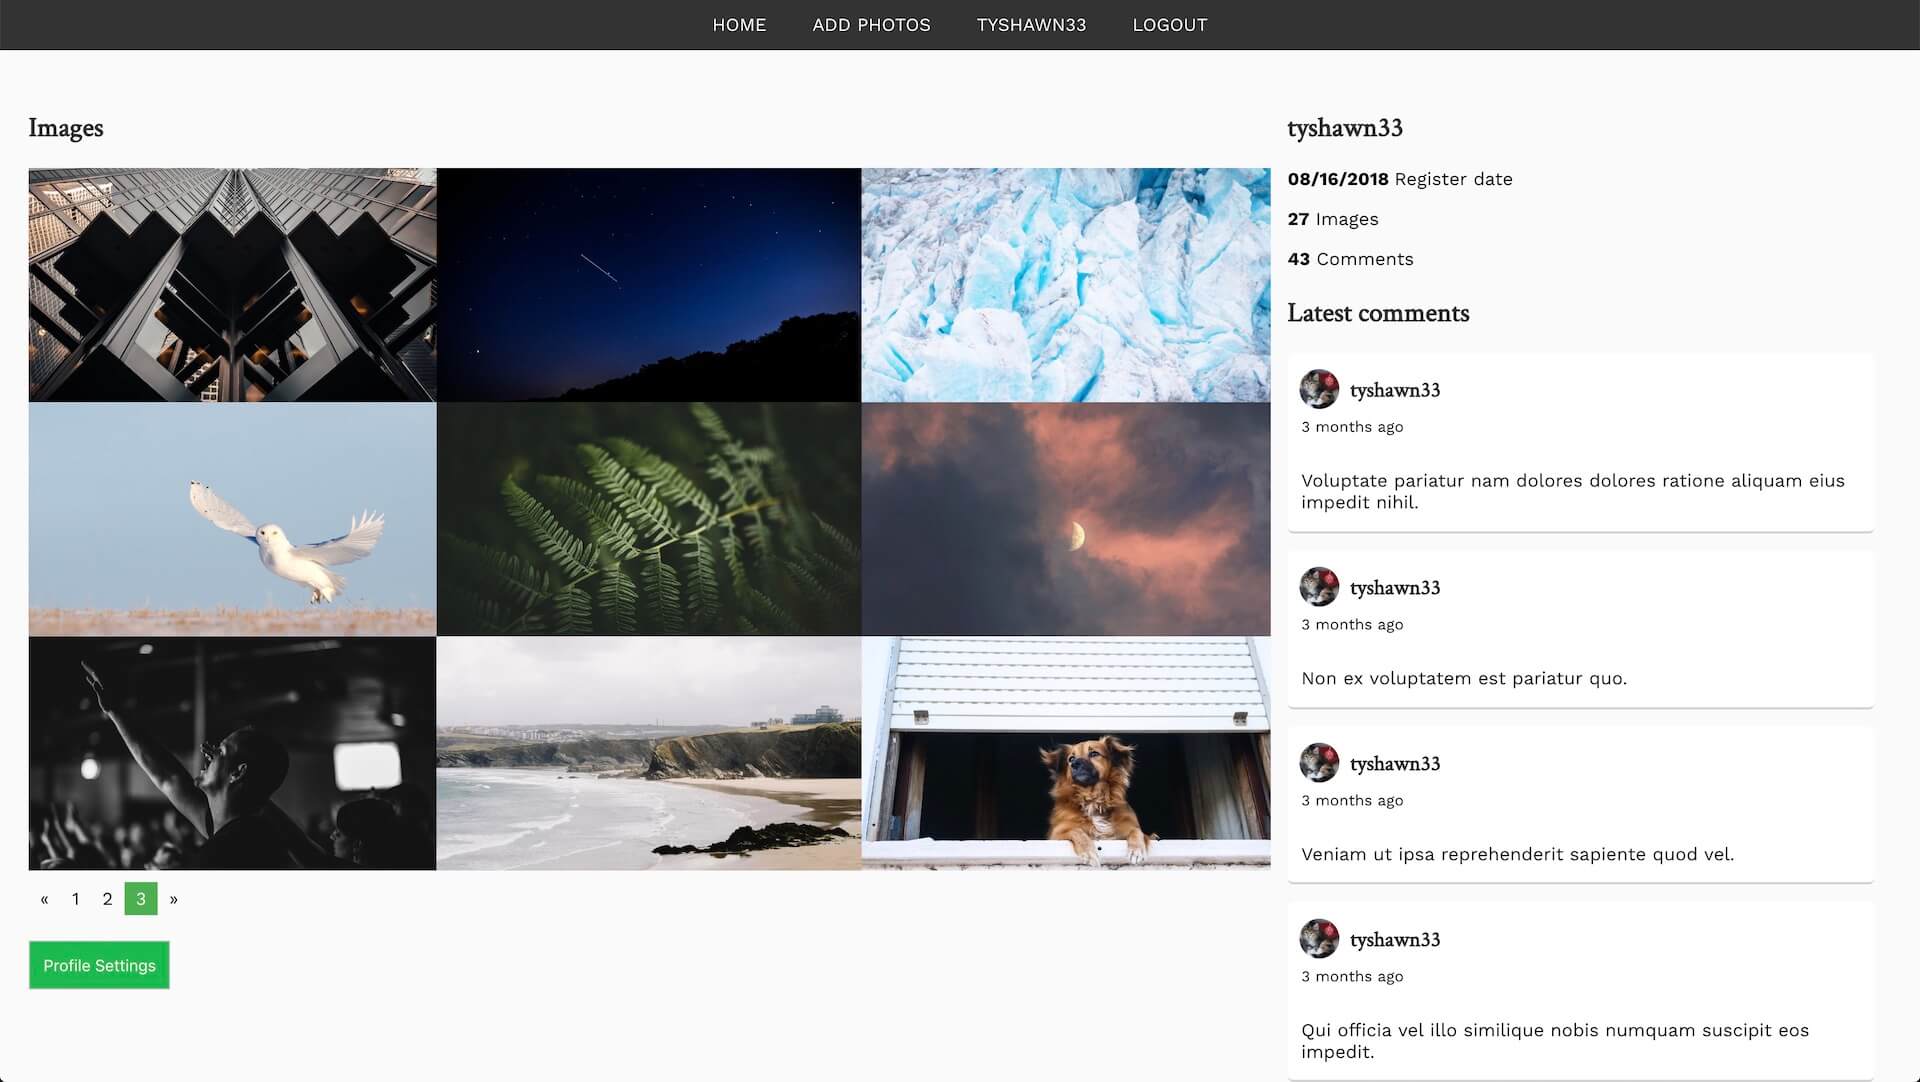 HOME ADD PHOTOS TYSHAWN33 LOGOUT
Images
« 1 2 3 »
Profile Settings
tyshawn33
08/16/2018 Register date
27 Images
43 Comments
Latest comments
tyshawn33
3 months ago
Voluptate pariatur nam dolores dolores ratione aliquam eius
impedit nihil.
tyshawn33
3 months ago
Non ex voluptatem est pariatur quo.
tyshawn33
3 months ago
Veniam ut ipsa reprehenderit sapiente quod vel.
tyshawn33
3 months ago
Qui officia vel illo similique nobis numquam suscipit eos
impedit.